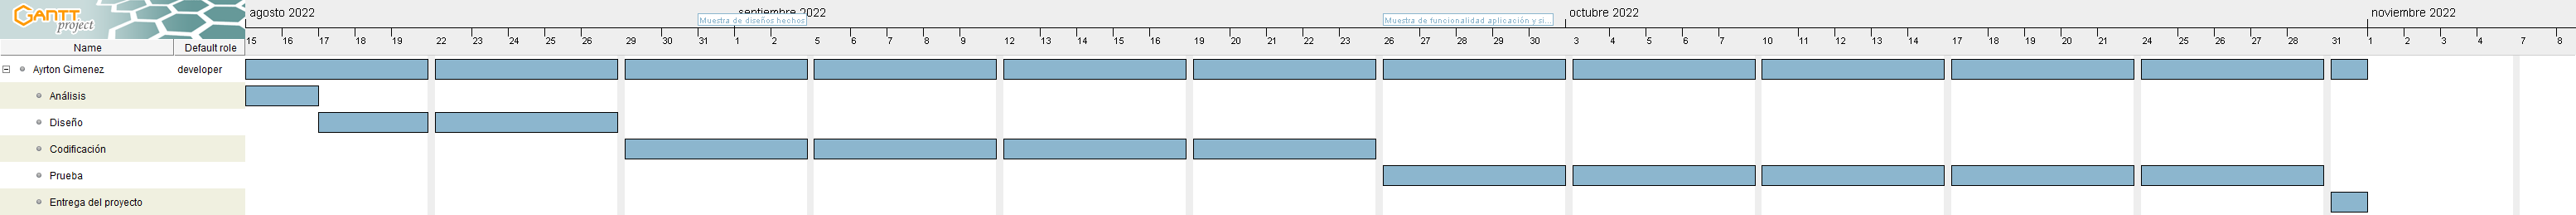 GANTT
project
agosto 2022
septiembre 2022
octubre 2022
noviembre 2022
Muestra de diseños hechos
Muestra de funcionalidad aplicación y si...
15 16 17 18 19 22 23 24 25 26 29 30 31 1 2 5 6 7 8 9 12 13 14 15 16 19 20 21 22 23 26 27 28 29 30 3 4 5 6 7 10 11 12 13 14 17 18 19 20 21 24 25 26 27 28 31 1 2 3 4 7 8
Name Default role
Ayrton Gimenez developer
Análisis
Diseño
Codificación
Prueba
Entrega del proyecto